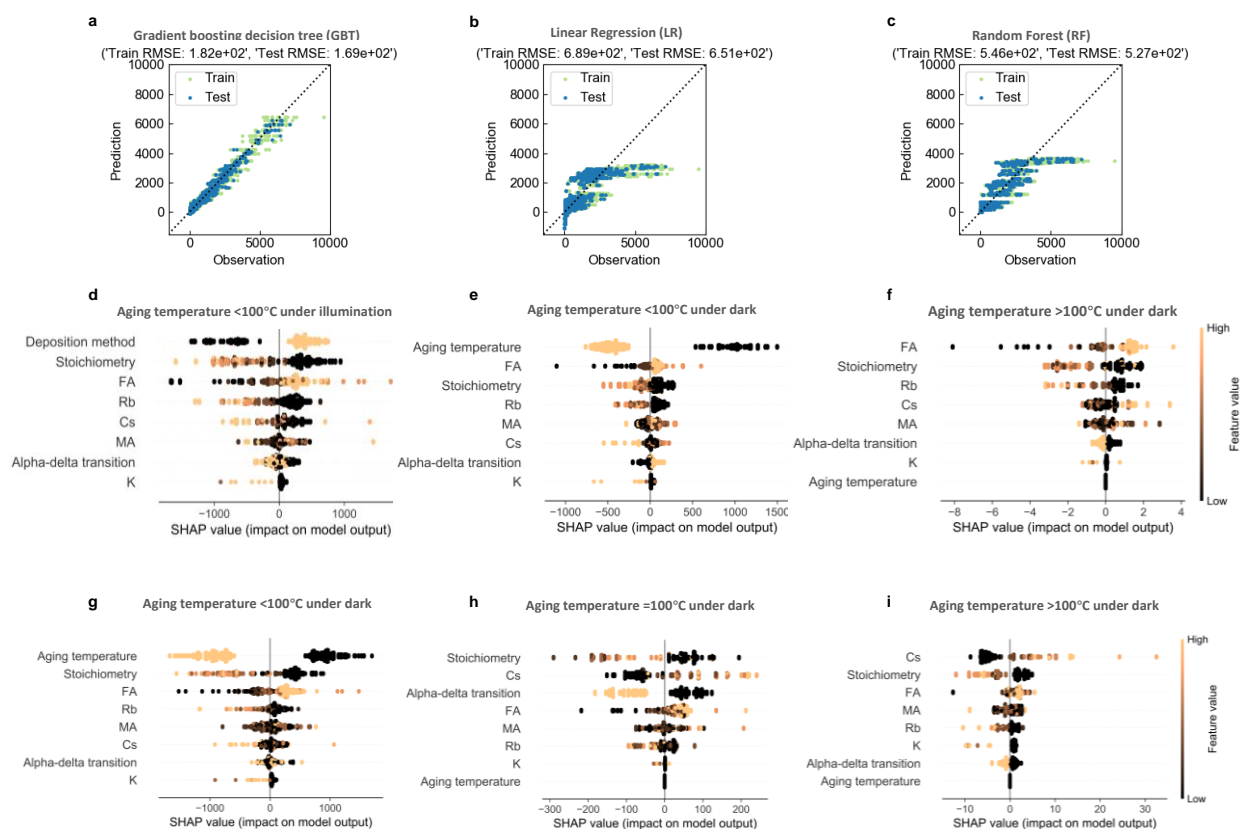 a
Gradient boosting decision tree (GBT)
('Train RMSE: 1.82e+02', 'Test RMSE: 1.69e+02')
10000
8000
6000
4000
2000
0
Prediction
Train
Test
0
5000
10000
Observation
b
Linear Regression (LR)
('Train RMSE: 6.89e+02', 'Test RMSE: 6.51e+02')
10000
8000
6000
4000
2000
0
Prediction
Train
Test
0
5000
10000
Observation
c
Random Forest (RF)
('Train RMSE: 5.46e+02', 'Test RMSE: 5.27e+02')
10000
8000
6000
4000
2000
0
Prediction
Train
Test
0
5000
10000
Observation
d
Aging temperature <100°C under illumination
Deposition method
Stoichiometry
FA
Rb
Cs
MA
Alpha-delta transition
K
−1000
0
1000
SHAP value (impact on model output)
e
Aging temperature <100°C under dark
Aging temperature
FA
Stoichiometry
Rb
MA
Cs
Alpha-delta transition
K
−1000
−500
0
500
1000
1500
SHAP value (impact on model output)
f
Aging temperature >100°C under dark
FA
Stoichiometry
Rb
Cs
MA
Alpha-delta transition
K
Aging temperature
−8
−6
−4
−2
0
2
4
SHAP value (impact on model output)
High
Feature value
Low
g
Aging temperature <100°C under dark
Aging temperature
Stoichiometry
FA
Rb
MA
Cs
Alpha-delta transition
K
−1000
0
1000
SHAP value (impact on model output)
h
Aging temperature =100°C under dark
Stoichiometry
Cs
Alpha-delta transition
FA
MA
Rb
K
Aging temperature
−300
−200
−100
0
100
200
SHAP value (impact on model output)
i
Aging temperature >100°C under dark
Cs
Stoichiometry
FA
MA
Rb
K
Alpha-delta transition
Aging temperature
−10
0
10
20
30
SHAP value (impact on model output)
High
Feature value
Low